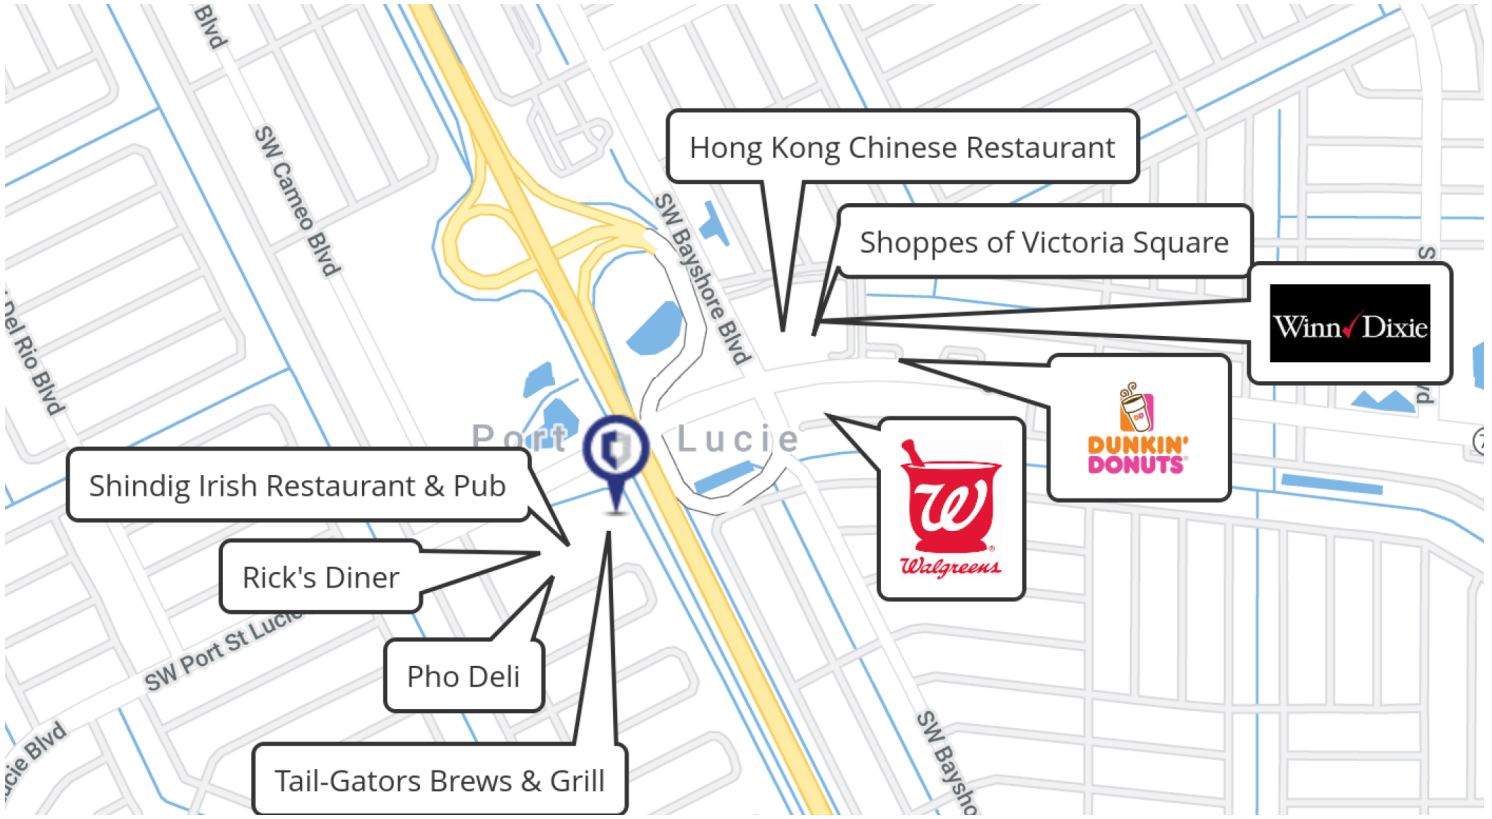 Blvd
SW Cameo Blvd
Hong Kong Chinese Restaurant
SW Bayshore Blvd
Shoppes of Victoria Square
Winn Dixie
Del Rio Blvd
DUNKIN'
DONUTS
Port
Lucie
Shindig Irish Restaurant & Pub
W
Walgreens
Rick's Diner
SW Port St Lucie
Pho Deli
Tail-Gators Brews & Grill